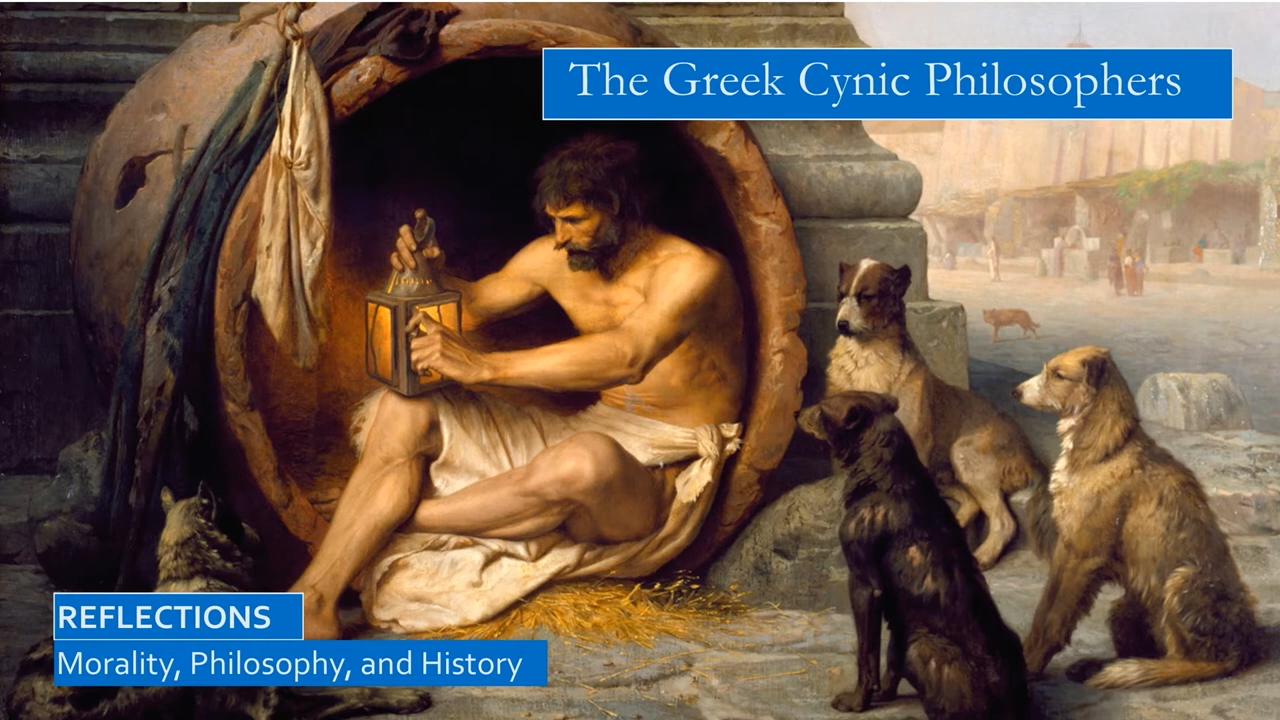 The Greek Cynic Philosophers
REFLECTIONS
Morality, Philosophy, and History